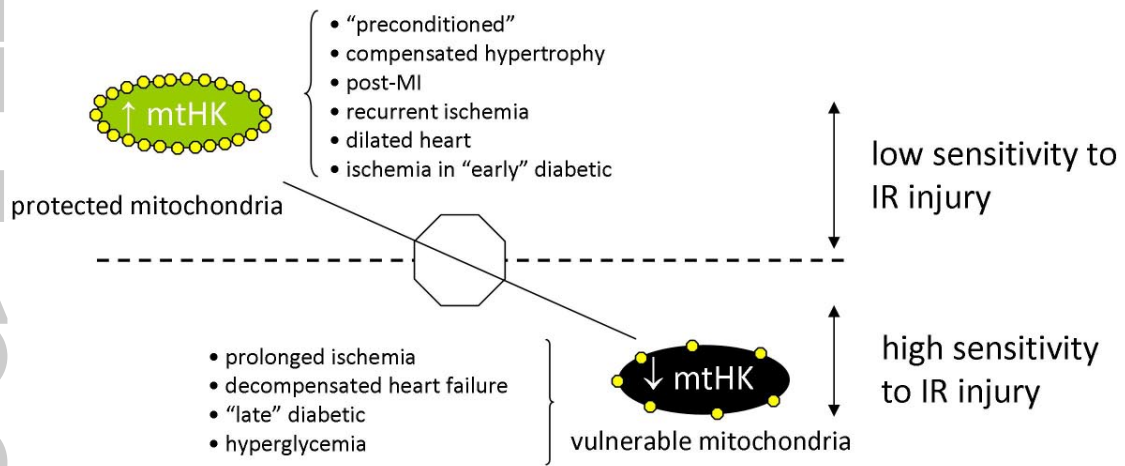 • “preconditioned”
• compensated hypertrophy
• post-MI
• recurrent ischemia
• dilated heart
• ischemia in “early” diabetic
↑ mtHK
protected mitochondria
low sensitivity to
IR injury
• prolonged ischemia
• decompensated heart failure
• “late” diabetic
• hyperglycemia
↓ mtHK
vulnerable mitochondria
high sensitivity
to IR injury